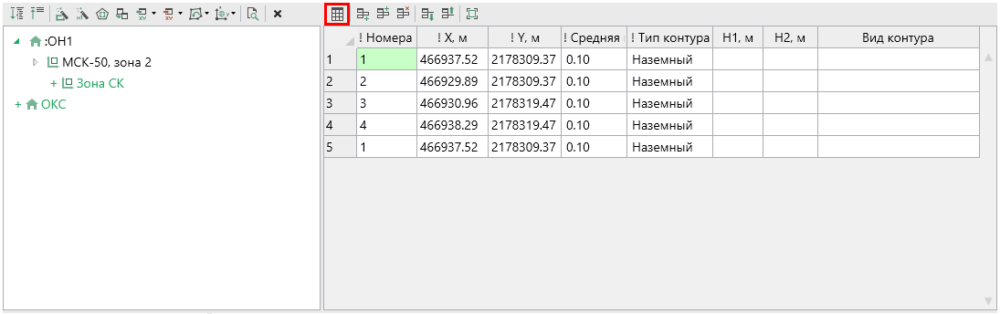 :ОН1
МСК-50, зона 2
+ Зона СК
+ ОКС
! Номера ! X, м ! Y, м ! Средняя ! Тип контура H1, м H2, м Вид контура
1 1 466937.52 2178309.37 0.10 Наземный
2 2 466929.89 2178309.37 0.10 Наземный
3 3 466930.96 2178319.47 0.10 Наземный
4 4 466938.29 2178319.47 0.10 Наземный
5 1 466937.52 2178309.37 0.10 Наземный